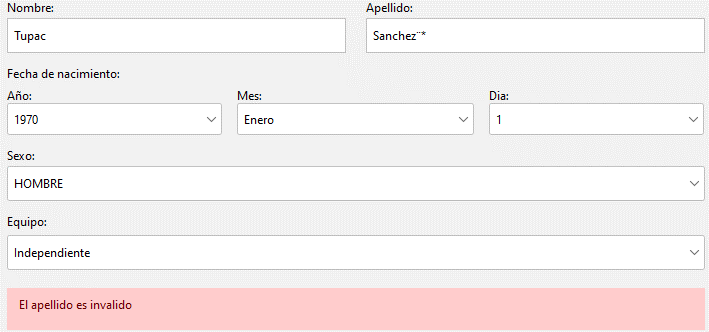 Nombre: Apellido:
Tupac Sanchez¨*
Fecha de nacimiento:
Año: Mes: Dia:
1970 Enero 1
Sexo:
HOMBRE
Equipo:
Independiente
El apellido es invalido